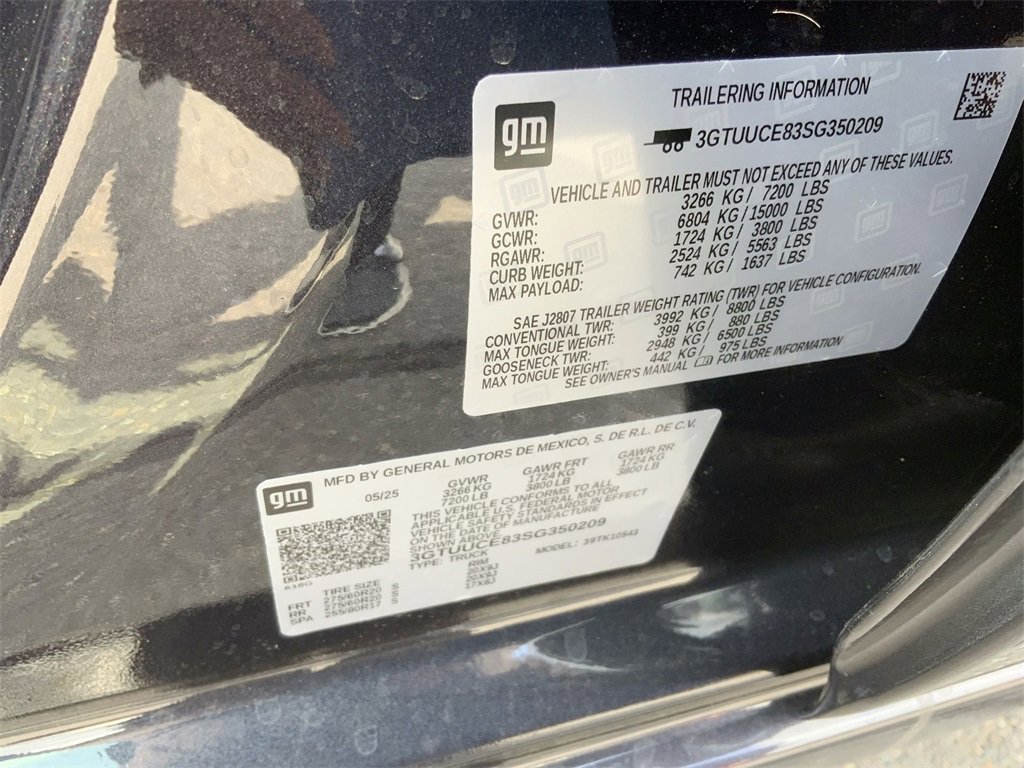 gm
TRAILERING INFORMATION
3GTUUCE83SG350209
VEHICLE AND TRAILER MUST NOT EXCEED ANY OF THESE VALUES.
GVWR: 3266 KG / 7200 LBS
GCWR: 6804 KG / 15000 LBS
RGAWR: 1724 KG / 3800 LBS
CURB WEIGHT: 2524 KG / 5563 LBS
MAX PAYLOAD: 742 KG / 1637 LBS
SAE J2807 TRAILER WEIGHT RATING (TWR) FOR VEHICLE CONFIGURATION.
CONVENTIONAL TWR: 3992 KG / 8800 LBS
MAX TONGUE WEIGHT: 399 KG / 880 LBS
GOOSENECK TWR: 2948 KG / 6500 LBS
MAX TONGUE WEIGHT: 442 KG / 975 LBS
SEE OWNER'S MANUAL FOR MORE INFORMATION
gm
MFD BY GENERAL MOTORS DE MEXICO, S. DE R.L. DE C.V.
05/25 GVWR GAWR FRT GAWR RR
3266 KG 1724 KG 1724 KG
7200 LB 3800 LB 3800 LB
THIS VEHICLE CONFORMS TO ALL
APPLICABLE U.S. FEDERAL MOTOR
VEHICLE SAFETY STANDARDS IN EFFECT
ON THE DATE OF MANUFACTURE
SHOWN ABOVE.
3GTUUCE83SG350209
TYPE: TRUCK MODEL: 39TK10543
618G
TIRE SIZE RIM
FRT 275/60R20 S 20X9J
RR 275/60R20 S 20X9J
SPA 255/80R17 S 17X8J